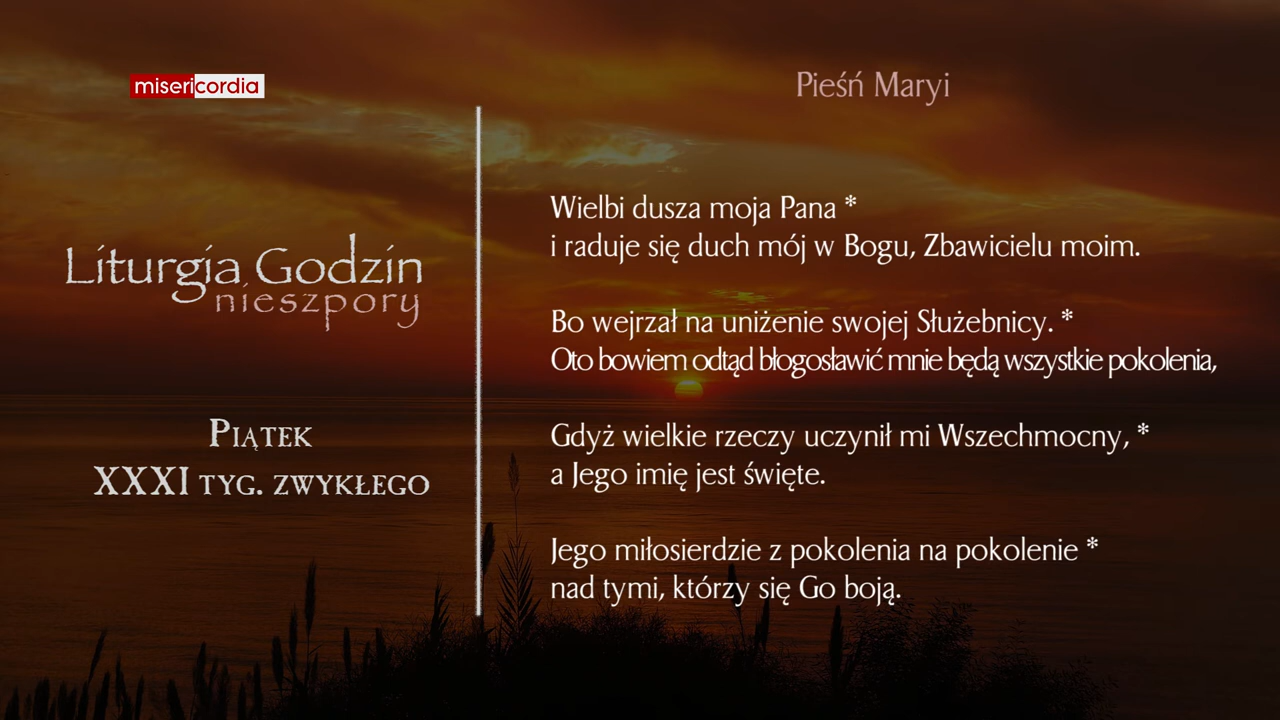 misericordia
Liturgia Godzin
nieszpory
Piątek
XXXI tyg. zwykłego
Pieśń Maryi
Wielbi dusza moja Pana *
i raduje się duch mój w Bogu, Zbawicielu moim.
Bo wejrzał na uniżenie swojej Służebnicy. *
Oto bowiem odtąd błogosławić mnie będą wszystkie pokolenia,
Gdyż wielkie rzeczy uczynił mi Wszechmocny, *
a Jego imię jest święte.
Jego miłosierdzie z pokolenia na pokolenie *
nad tymi, którzy się Go boją.